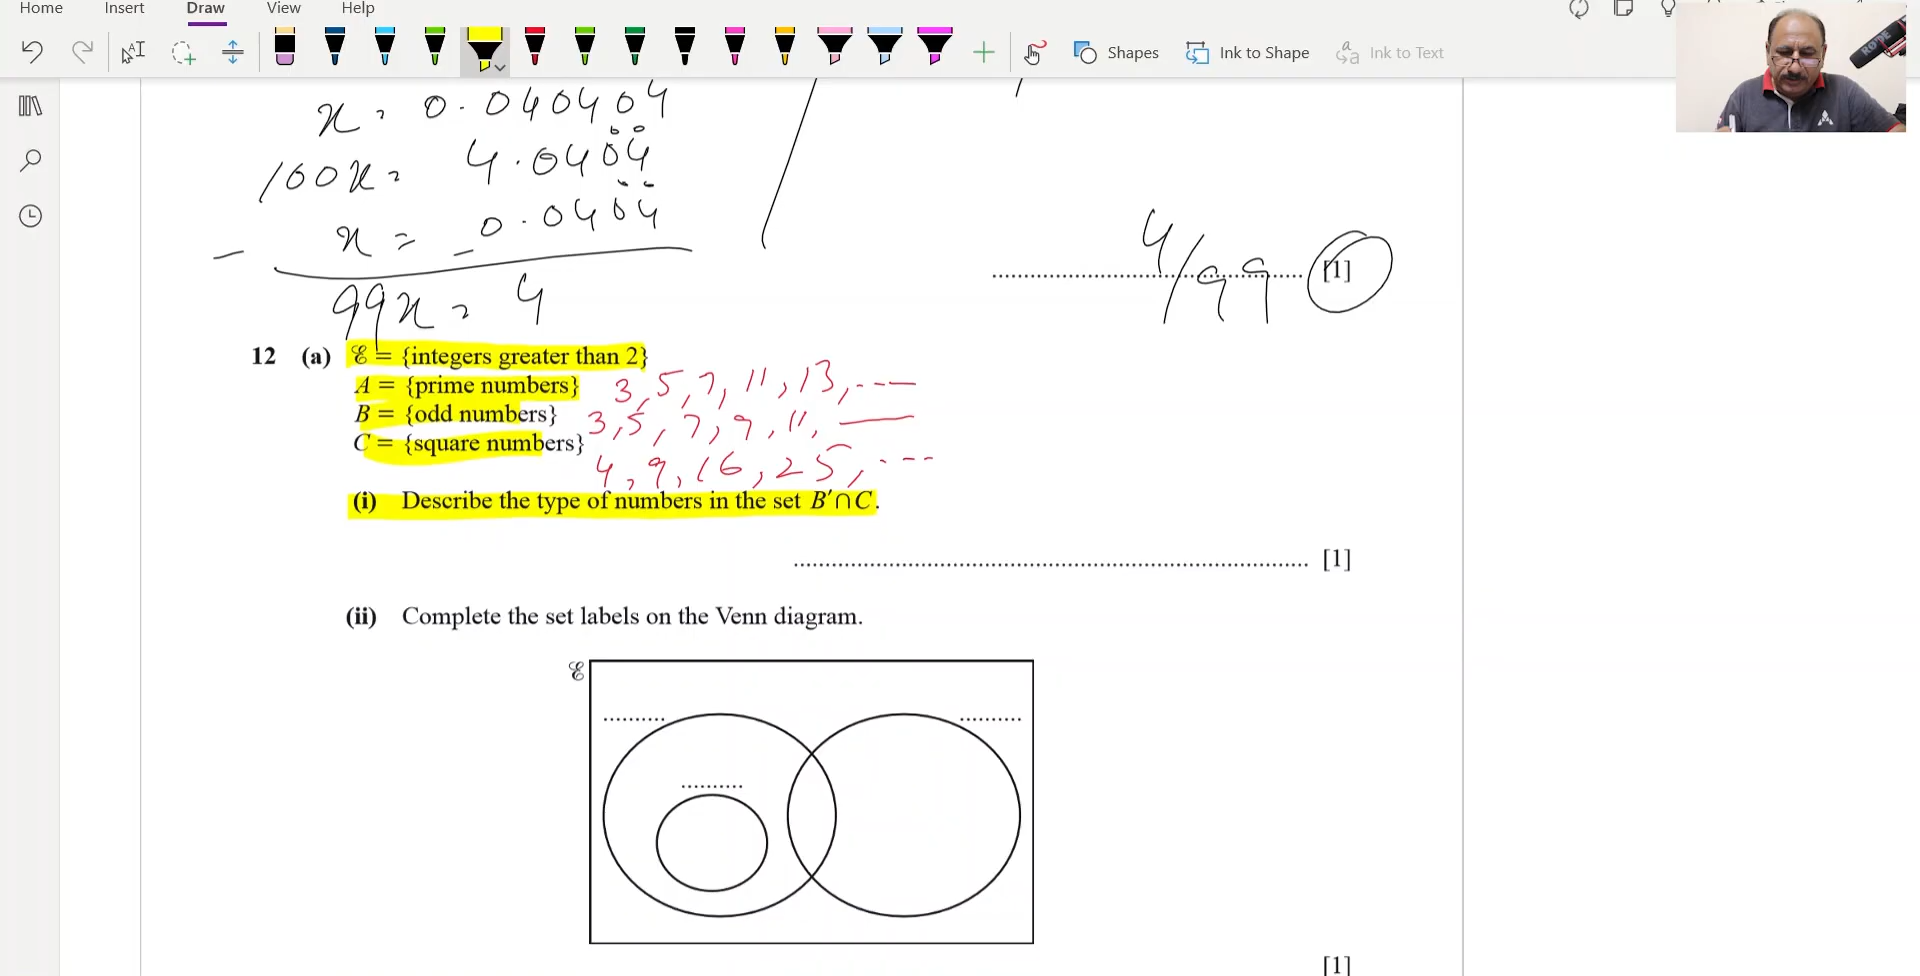 Home Insert Draw View Help
Shapes Ink to Shape Ink to Text
RØDE
x = 0.040404
100x = 4.0404
x = 0.0404
99x = 4
4/99 [1]
12 (a) ℰ = {integers greater than 2}
A = {prime numbers} 3, 5, 7, 11, 13, ---
B = {odd numbers} 3, 5, 7, 9, 11, —
C = {square numbers} 4, 9, 16, 25, ---
(i) Describe the type of numbers in the set B′∩C.
.................................................................................. [1]
(ii) Complete the set labels on the Venn diagram.
ℰ
.......... ..........
..........
[1]